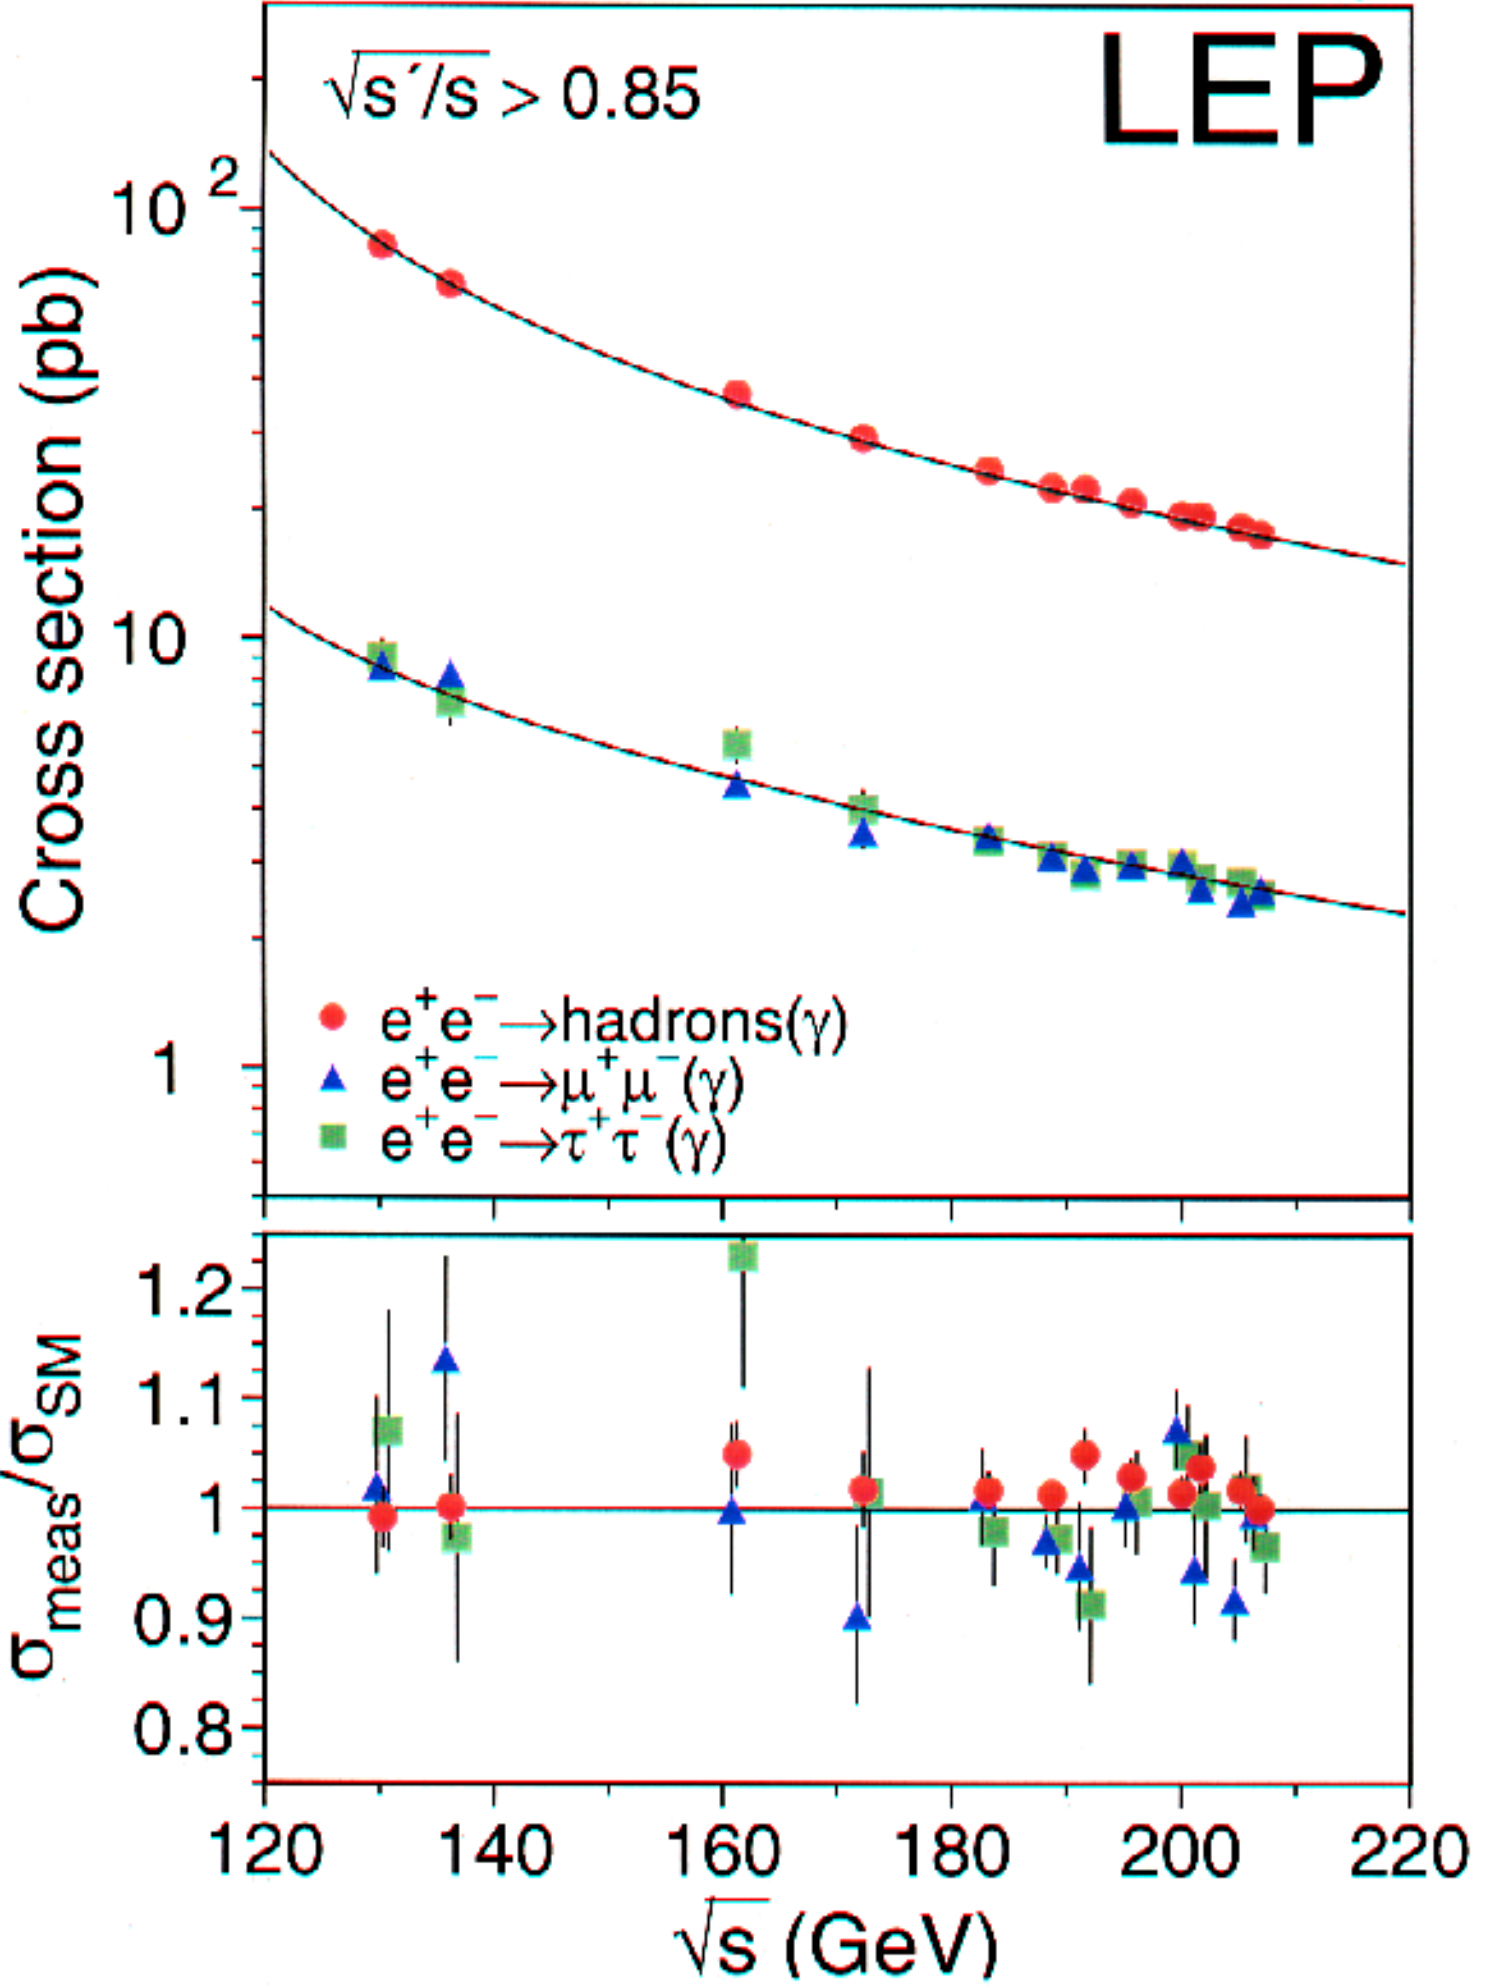 √s´/s > 0.85
LEP
10²
10
1
Cross section (pb)
e⁺e⁻→hadrons(γ)
e⁺e⁻→μ⁺μ⁻(γ)
e⁺e⁻→τ⁺τ⁻(γ)
1.2
1.1
1
0.9
0.8
σmeas/σSM
120 140 160 180 200 220
√s (GeV)